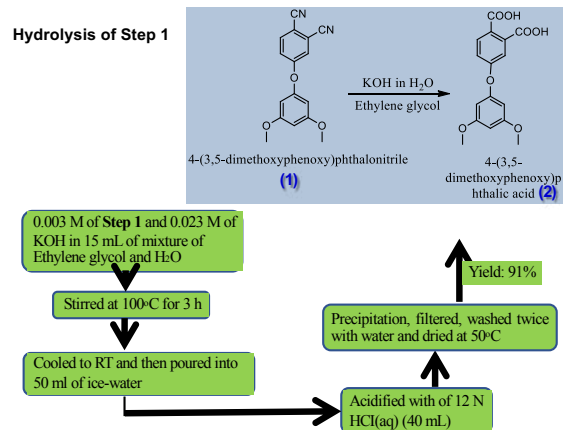 Hydrolysis of Step 1
CN
CN
O
O
O
4-(3,5-dimethoxyphenoxy)phthalonitrile
(1)
KOH in H2O
Ethylene glycol
COOH
COOH
O
O
O
4-(3,5-
dimethoxyphenoxy)p
hthalic acid (2)
0.003 M of Step 1 and 0.023 M of
KOH in 15 mL of mixture of
Ethylene glycol and H2O
Stirred at 100oC for 3 h
Cooled to RT and then poured into
50 ml of ice-water
Acidified with of 12 N
HCI(aq) (40 mL)
Precipitation, filtered, washed twice
with water and dried at 50oC
Yield: 91%